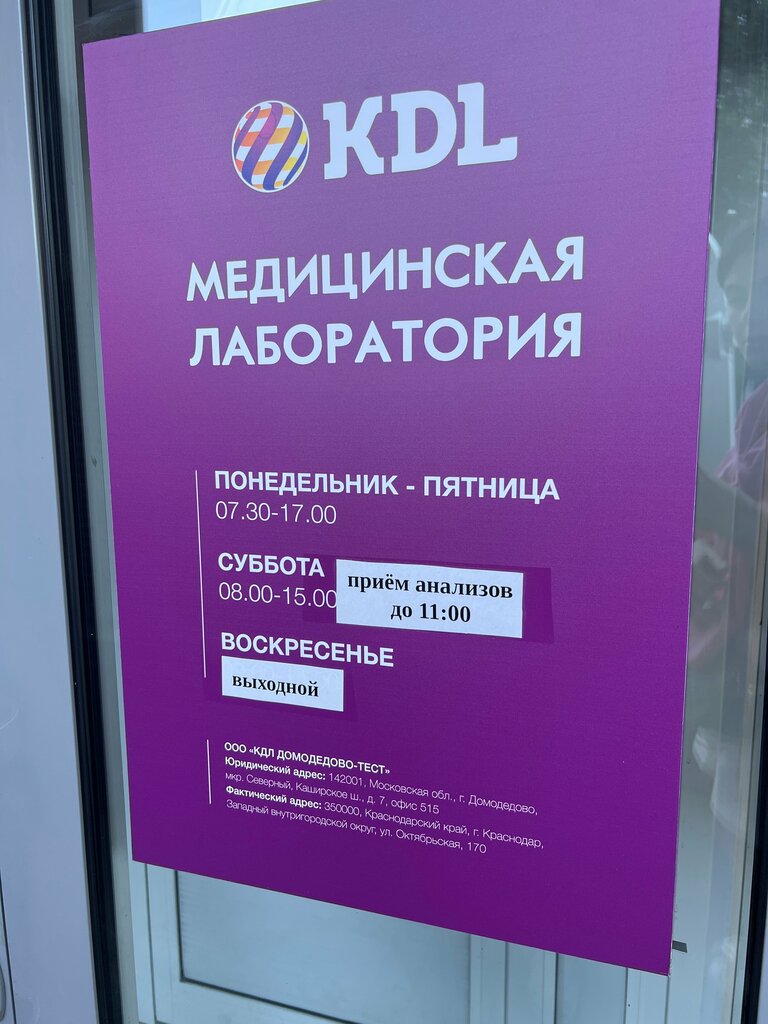 KDL
МЕДИЦИНСКАЯ
ЛАБОРАТОРИЯ
ПОНЕДЕЛЬНИК - ПЯТНИЦА
07.30-17.00
СУББОТА
08.00-15.00
приём анализов
до 11:00
ВОСКРЕСЕНЬЕ
выходной
ООО «КДЛ ДОМОДЕДОВО-ТЕСТ»
Юридический адрес: 142001, Московская обл., г. Домодедово,
мкр. Северный, Каширское ш., д. 7, офис 515
Фактический адрес: 350000, Краснодарский край, г. Краснодар,
Западный внутригородской округ, ул. Октябрьская, 170